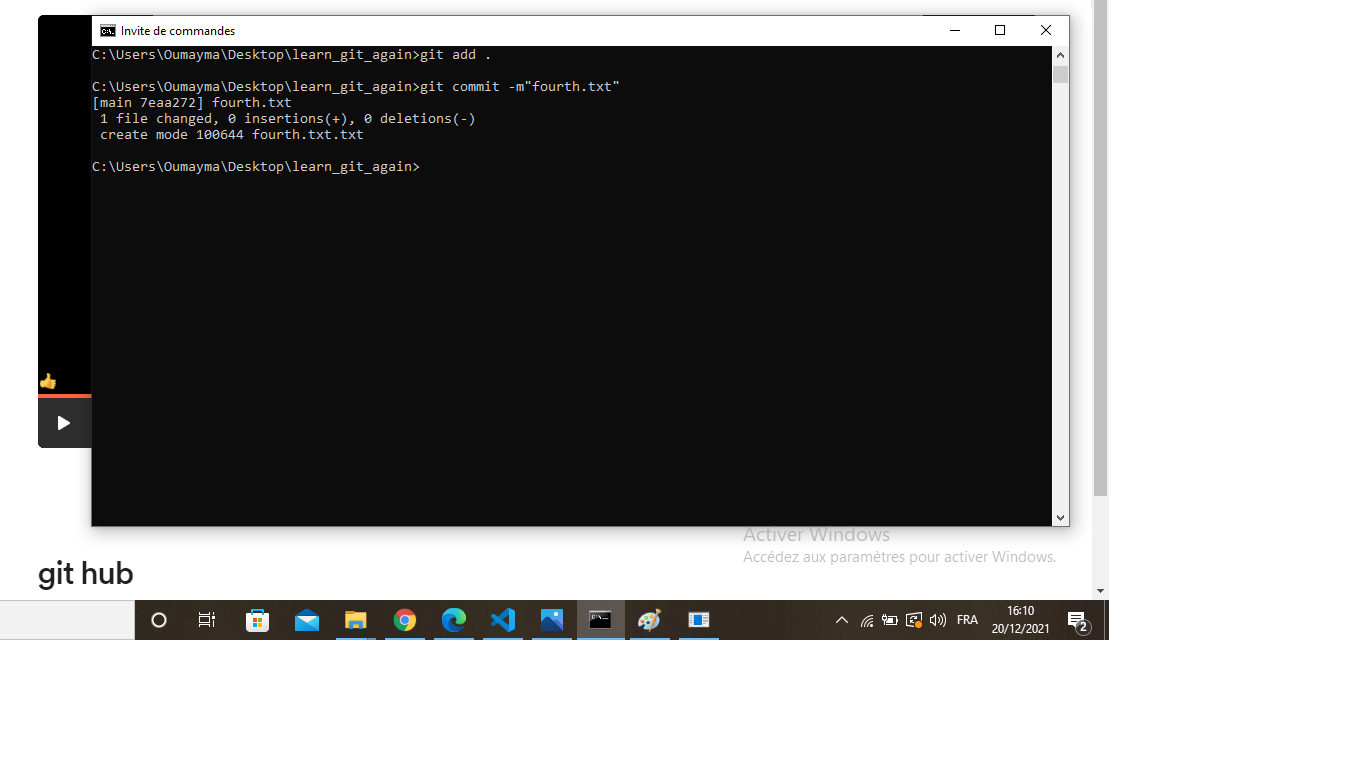 Invite de commandes
C:\Users\Oumayma\Desktop\learn_git_again>git add .
C:\Users\Oumayma\Desktop\learn_git_again>git commit -m"fourth.txt"
[main 7eaa272] fourth.txt
1 file changed, 0 insertions(+), 0 deletions(-)
create mode 100644 fourth.txt.txt
C:\Users\Oumayma\Desktop\learn_git_again>
Activer Windows
Accédez aux paramètres pour activer Windows.
git hub
FRA
16:10
20/12/2021
2